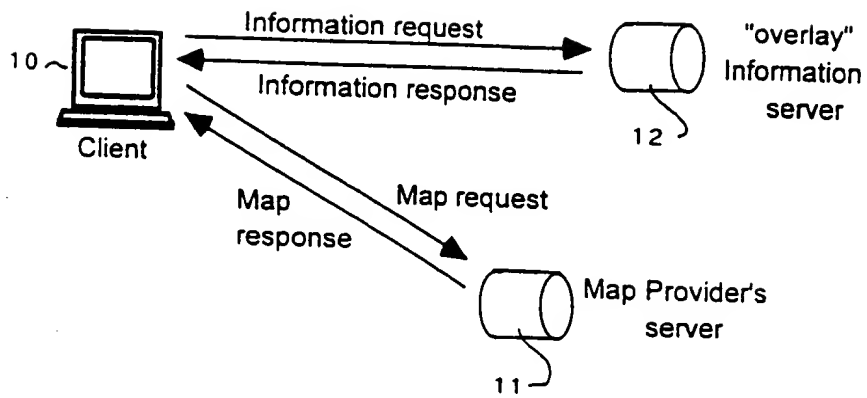 Information request
"overlay"
Information
server
10
Information response
12
Client
Map request
Map
response
Map Provider's
server
11